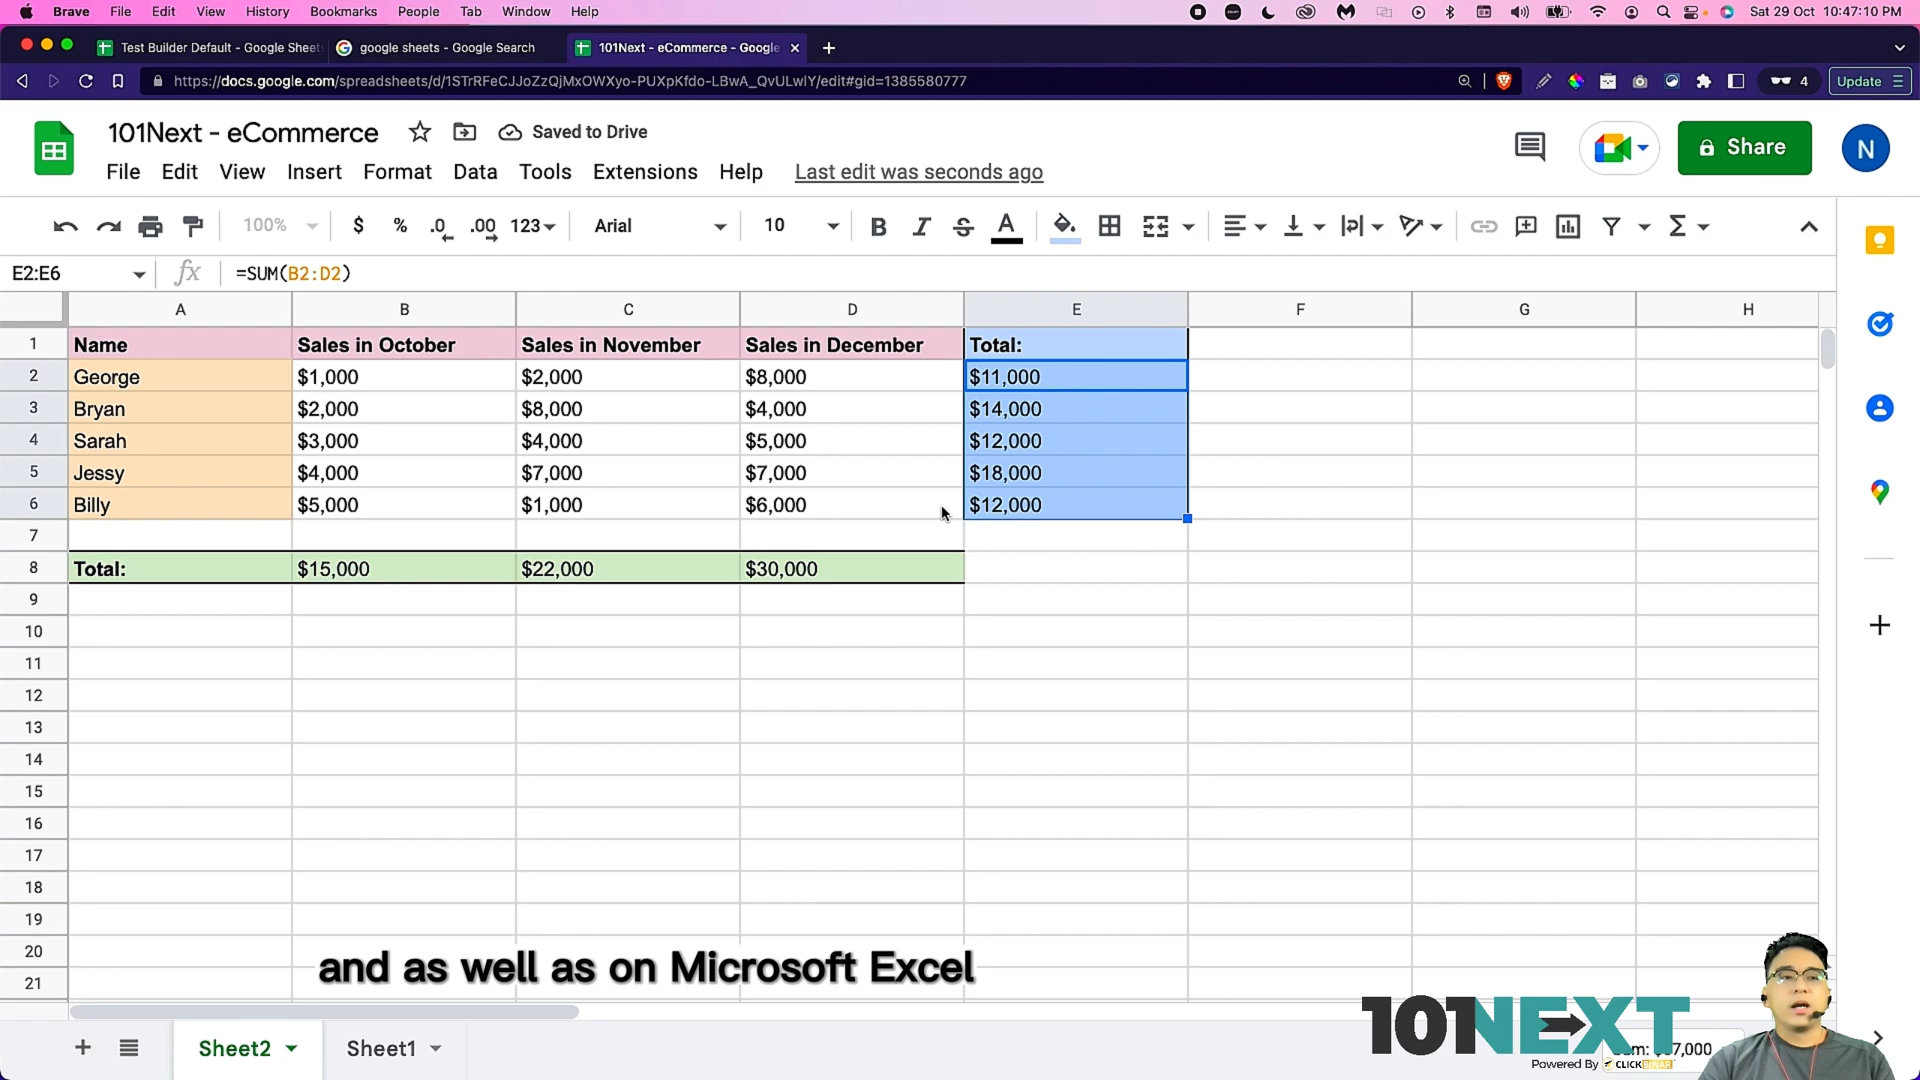 Brave File Edit View History Bookmarks People Tab Window Help Sat 29 Oct 10:47:10 PM
Test Builder Default - Google Sheet google sheets - Google Search 101Next - eCommerce - Google
https://docs.google.com/spreadsheets/d/1STrRFeCJJoZzQjMxOWXyo-PUXpKfdo-LBwA_QvULwlY/edit#gid=1385580777 4 Update
101Next - eCommerce Saved to Drive Share N
File Edit View Insert Format Data Tools Extensions Help Last edit was seconds ago
100% $ % .0 .00 123 Arial 10 B I S A
E2:E6 fx =SUM(B2:D2)
A B C D E F G H
1 Name Sales in October Sales in November Sales in December Total:
2 George $1,000 $2,000 $8,000 $11,000
3 Bryan $2,000 $8,000 $4,000 $14,000
4 Sarah $3,000 $4,000 $5,000 $12,000
5 Jessy $4,000 $7,000 $7,000 $18,000
6 Billy $5,000 $1,000 $6,000 $12,000
7
8 Total: $15,000 $22,000 $30,000
9
10
11
12
13
14
15
16
17
18
19
20
21
and as well as on Microsoft Excel
101NEXT
Powered By CLICKBINAR
Sheet2 Sheet1